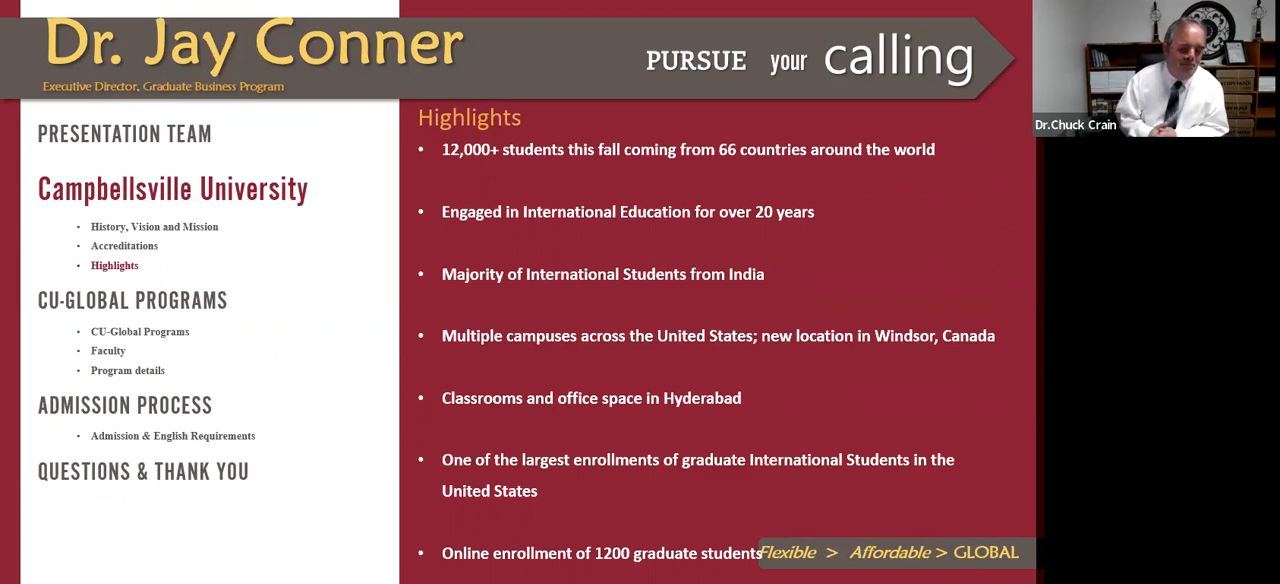 Dr. Jay Conner
Executive Director, Graduate Business Program
PURSUE your calling
Dr.Chuck Crain
PRESENTATION TEAM
Campbellsville University
• History, Vision and Mission
• Accreditations
• Highlights
CU-GLOBAL PROGRAMS
• CU-Global Programs
• Faculty
• Program details
ADMISSION PROCESS
• Admission & English Requirements
QUESTIONS & THANK YOU
Highlights
• 12,000+ students this fall coming from 66 countries around the world
• Engaged in International Education for over 20 years
• Majority of International Students from India
• Multiple campuses across the United States; new location in Windsor, Canada
• Classrooms and office space in Hyderabad
• One of the largest enrollments of graduate International Students in the
United States
• Online enrollment of 1200 graduate students
Flexible > Affordable > GLOBAL